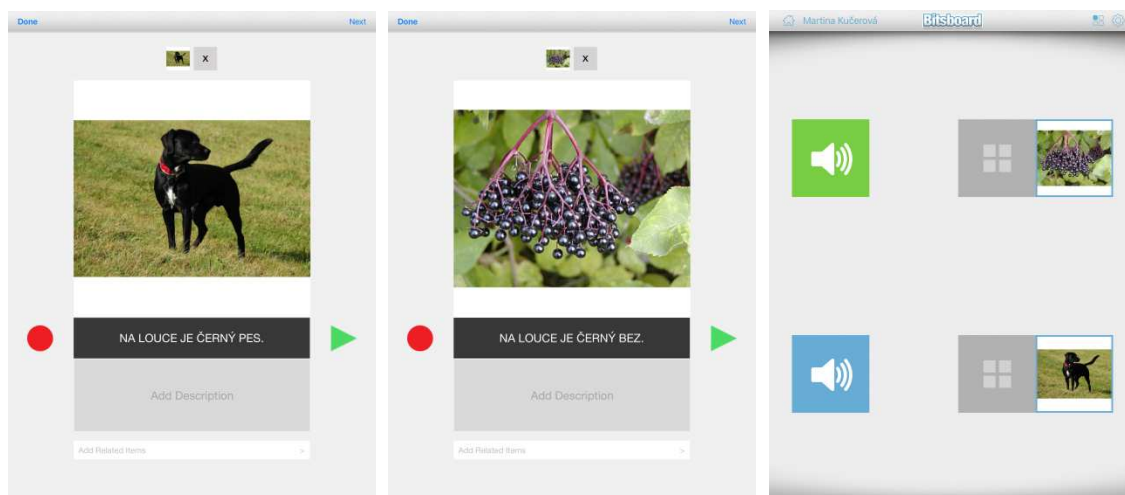 Done Next
X
NA LOUCE JE ČERNÝ PES.
Add Description
Add Related Items >
Done Next
X
NA LOUCE JE ČERNÝ BEZ.
Add Description
Add Related Items >
Martina Kučerová Bitsboard